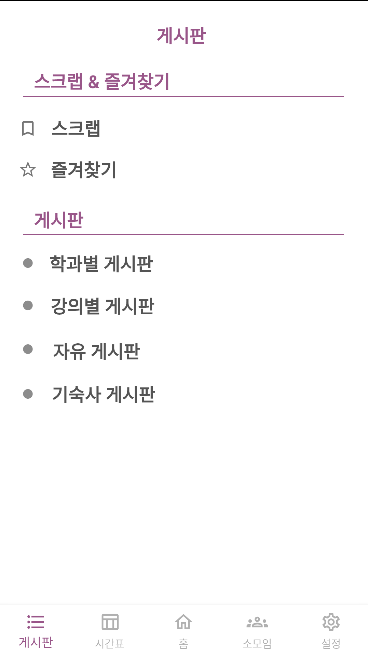 게시판
스크랩 & 즐겨찾기
스크랩
즐겨찾기
게시판
학과별 게시판
강의별 게시판
자유 게시판
기숙사 게시판
게시판 시간표 홈 소모임 설정